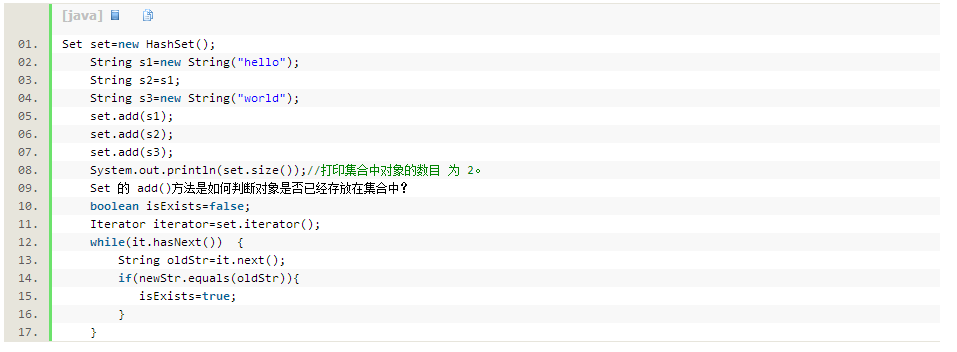 [java]
01. Set set=new HashSet();
02. String s1=new String("hello");
03. String s2=s1;
04. String s3=new String("world");
05. set.add(s1);
06. set.add(s2);
07. set.add(s3);
08. System.out.println(set.size());//打印集合中对象的数目 为 2。
09. Set 的 add()方法是如何判断对象是否已经存放在集合中?
10. boolean isExists=false;
11. Iterator iterator=set.iterator();
12. while(it.hasNext())  {
13. String oldStr=it.next();
14. if(newStr.equals(oldStr)){
15. isExists=true;
16. }
17. }